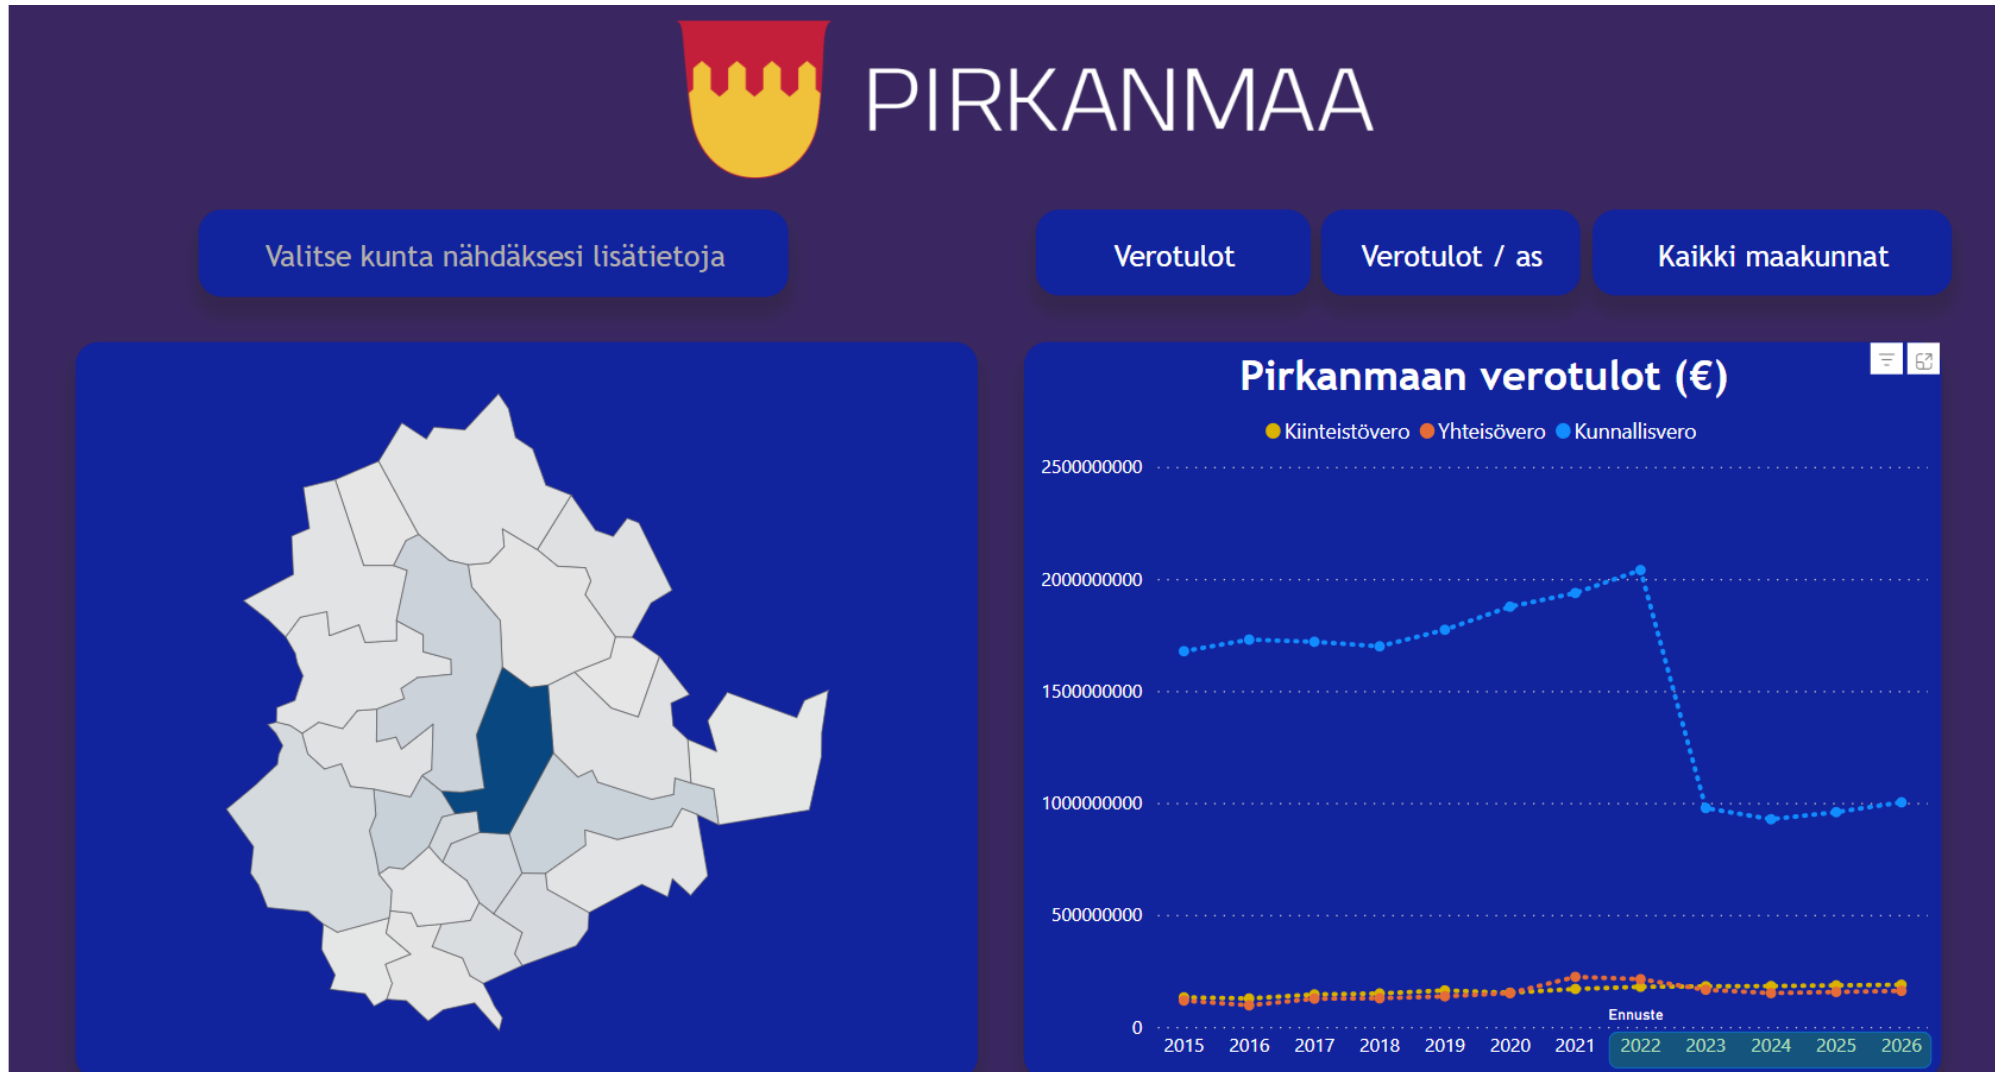 PIRKANMAA
Valitse kunta nähdäksesi lisätietoja
Verotulot
Verotulot / as
Kaikki maakunnat
Pirkanmaan verotulot (€)
Kiinteistövero Yhteisövero Kunnallisvero
2500000000
2000000000
1500000000
1000000000
500000000
0
Ennuste
2015 2016 2017 2018 2019 2020 2021 2022 2023 2024 2025 2026